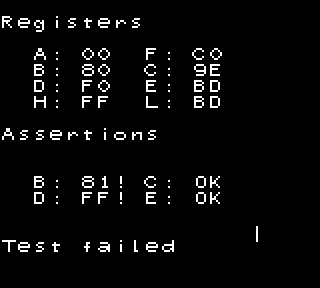 Registers
A: 00 F: C0
B: 80 C: 9E
D: F0 E: BD
H: FF L: BD
Assertions
B: 81! C: OK
D: FF! E: OK
Test failed